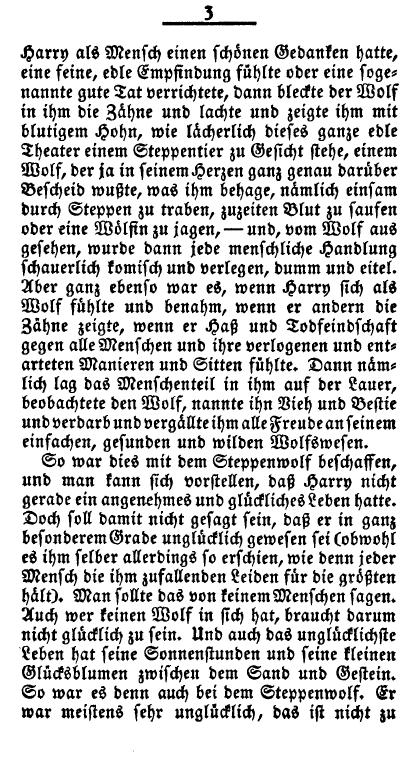 3
Harry als Mensch einen schönen Gedanken hatte,
eine feine, edle Empfindung fühlte oder eine soge-
nannte gute Tat verrichtete, dann bleckte der Wolf
in ihm die Zähne und lachte und zeigte ihm mit
blutigem Hohn, wie lächerlich dieses ganze edle
Theater einem Steppentier zu Gesicht stehe, einem
Wolf, der ja in seinem Herzen ganz genau darüber
Bescheid wußte, was ihm behage, nämlich einsam
durch Steppen zu traben, zuzeiten Blut zu saufen
oder eine Wölfin zu jagen, — und, vom Wolf aus
gesehen, wurde dann jede menschliche Handlung
schauerlich komisch und verlegen, dumm und eitel.
Aber ganz ebenso war es, wenn Harry sich als
Wolf fühlte und benahm, wenn er andern die
Zähne zeigte, wenn er Haß und Todfeindschaft
gegen alle Menschen und ihre verlogenen und ent-
arteten Manieren und Sitten fühlte. Dann näm-
lich lag das Menschenteil in ihm auf der Lauer,
beobachtete den Wolf, nannte ihn Vieh und Bestie
und verdarb und vergällte ihm alle Freude an seinem
einfachen, gesunden und wilden Wolfswesen.
So war dies mit dem Steppenwolf beschaffen,
und man kann sich vorstellen, daß Harry nicht
gerade ein angenehmes und glückliches Leben hatte.
Doch soll damit nicht gesagt sein, daß er in ganz
besonderem Grade unglücklich gewesen sei (obwohl
es ihm selber allerdings so erschien, wie denn jeder
Mensch die ihm zufallenden Leiden für die größten
hält). Man sollte das von keinem Menschen sagen.
Auch wer keinen Wolf in sich hat, braucht darum
nicht glücklich zu sein. Und auch das unglücklichste
Leben hat seine Sonnenstunden und seine kleinen
Glücksblumen zwischen dem Sand und Gestein.
So war es denn auch bei dem Steppenwolf. Er
war meistens sehr unglücklich, das ist nicht zu